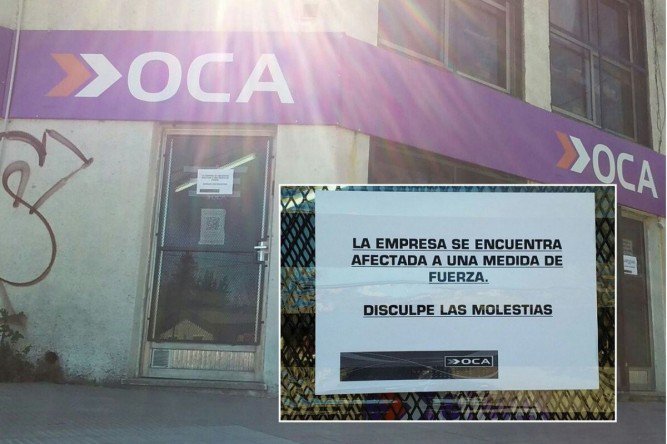 OCA
OCA
LA EMPRESA SE ENCUENTRA
AFECTADA A UNA MEDIDA DE
FUERZA.
DISCULPE LAS MOLESTIAS
OCA